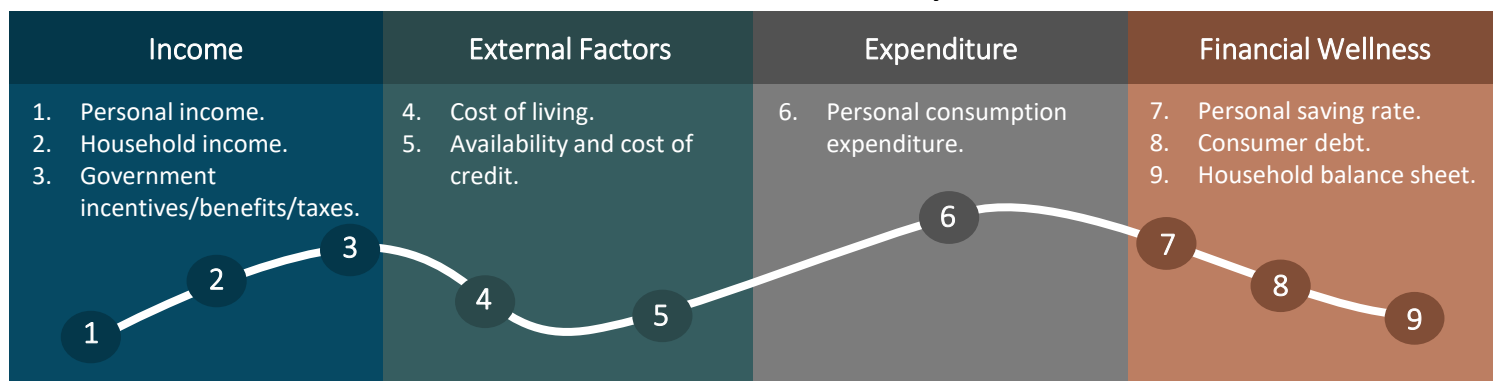 Income
1. Personal income.
2. Household income.
3. Government
incentives/benefits/taxes.
External Factors
4. Cost of living.
5. Availability and cost of
credit.
Expenditure
6. Personal consumption
expenditure.
Financial Wellness
7. Personal saving rate.
8. Consumer debt.
9. Household balance sheet.
1
2
3
4
5
6
7
8
9